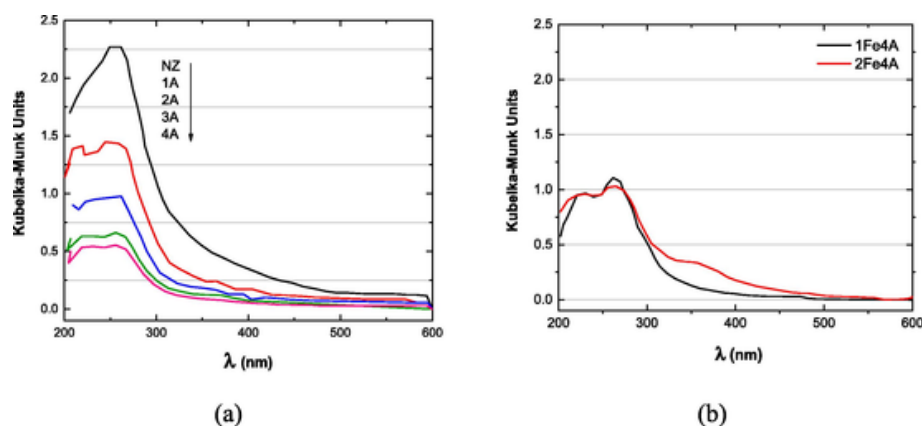 Kubelka-Munk Units
2.5
2.0
1.5
1.0
0.5
0.0
NZ
1A
2A
3A
4A
200 300 400 500 600
λ (nm)
(a)
Kubelka-Munk Units
2.5
2.0
1.5
1.0
0.5
0.0
1Fe4A
2Fe4A
200 300 400 500 600
λ (nm)
(b)